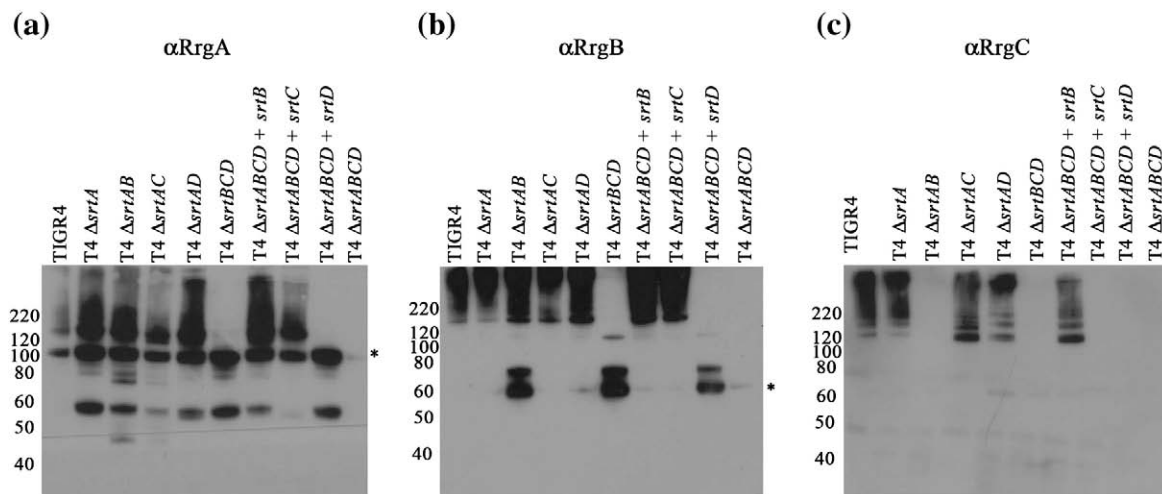 (a)
αRrgA
TIGR4
T4 ΔsrtA
T4 ΔsrtAB
T4 ΔsrtAC
T4 ΔsrtAD
T4 ΔsrtBCD
T4 ΔsrtABCD + srtB
T4 ΔsrtABCD + srtC
T4 ΔsrtABCD + srtD
T4 ΔsrtABCD
220
120
100
80
60
50
40
*
(b)
αRrgB
TIGR4
T4 ΔsrtA
T4 ΔsrtAB
T4 ΔsrtAC
T4 ΔsrtAD
T4 ΔsrtBCD
T4 ΔsrtABCD + srtB
T4 ΔsrtABCD + srtC
T4 ΔsrtABCD + srtD
T4 ΔsrtABCD
220
120
100
80
60
50
40
*
(c)
αRrgC
TIGR4
T4 ΔsrtA
T4 ΔsrtAB
T4 ΔsrtAC
T4 ΔsrtAD
T4 ΔsrtBCD
T4 ΔsrtABCD + srtB
T4 ΔsrtABCD + srtC
T4 ΔsrtABCD + srtD
T4 ΔsrtABCD
220
120
100
80
60
50
40